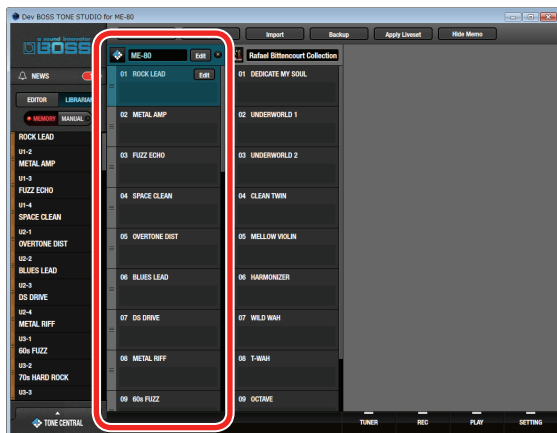 Dev BOSS TONE STUDIO for ME-80
sound innovator
BOSS
Import
Backup
Apply Liveset
Hide Memo
NEWS
EDITOR
LIBRARIAN
MEMORY
MANUAL
ROCK LEAD
U1-2
METAL AMP
U1-3
FUZZ ECHO
U1-4
SPACE CLEAN
U2-1
OVERTONE DIST
U2-2
BLUES LEAD
U2-3
DS DRIVE
U2-4
METAL RIFF
U3-1
60s FUZZ
U3-2
70s HARD ROCK
U3-3
TONE CENTRAL
ME-80
Edit
01 ROCK LEAD
Edit
02 METAL AMP
03 FUZZ ECHO
04 SPACE CLEAN
05 OVERTONE DIST
06 BLUES LEAD
07 DS DRIVE
08 METAL RIFF
09 60s FUZZ
Rafael Bittencourt Collection
01 DEDICATE MY SOUL
02 UNDERWORLD 1
03 UNDERWORLD 2
04 CLEAN TWIN
05 MELLOW VIOLIN
06 HARMONIZER
07 WILD WAH
08 T-WAH
09 OCTAVE
TUNER
REC
PLAY
SETTING